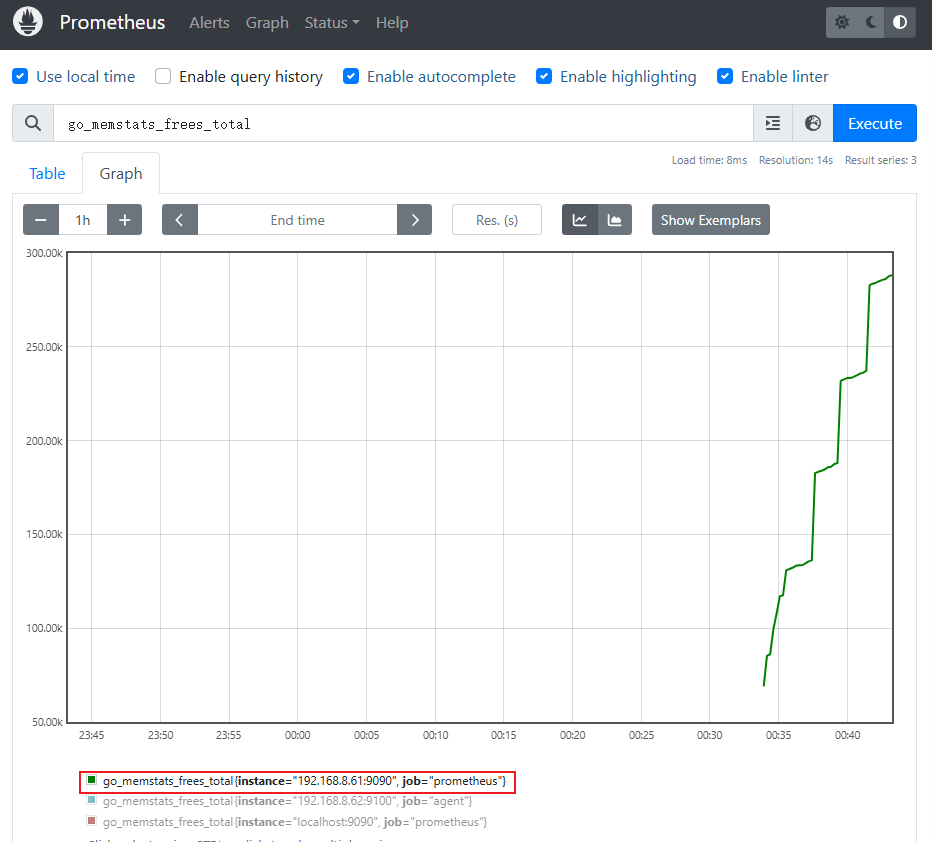 Prometheus Alerts Graph Status Help
Use local time Enable query history Enable autocomplete Enable highlighting Enable linter
go_memstats_frees_total Execute
Load time: 8ms Resolution: 14s Result series: 3
Table Graph
1h End time Res. (s) Show Exemplars
300.00k
250.00k
200.00k
150.00k
100.00k
50.00k
23:45 23:50 23:55 00:00 00:05 00:10 00:15 00:20 00:25 00:30 00:35 00:40
go_memstats_frees_total{instance="192.168.8.61:9090", job="prometheus"}
go_memstats_frees_total{instance="192.168.8.62:9100", job="agent"}
go_memstats_frees_total{instance="localhost:9090", job="prometheus"}